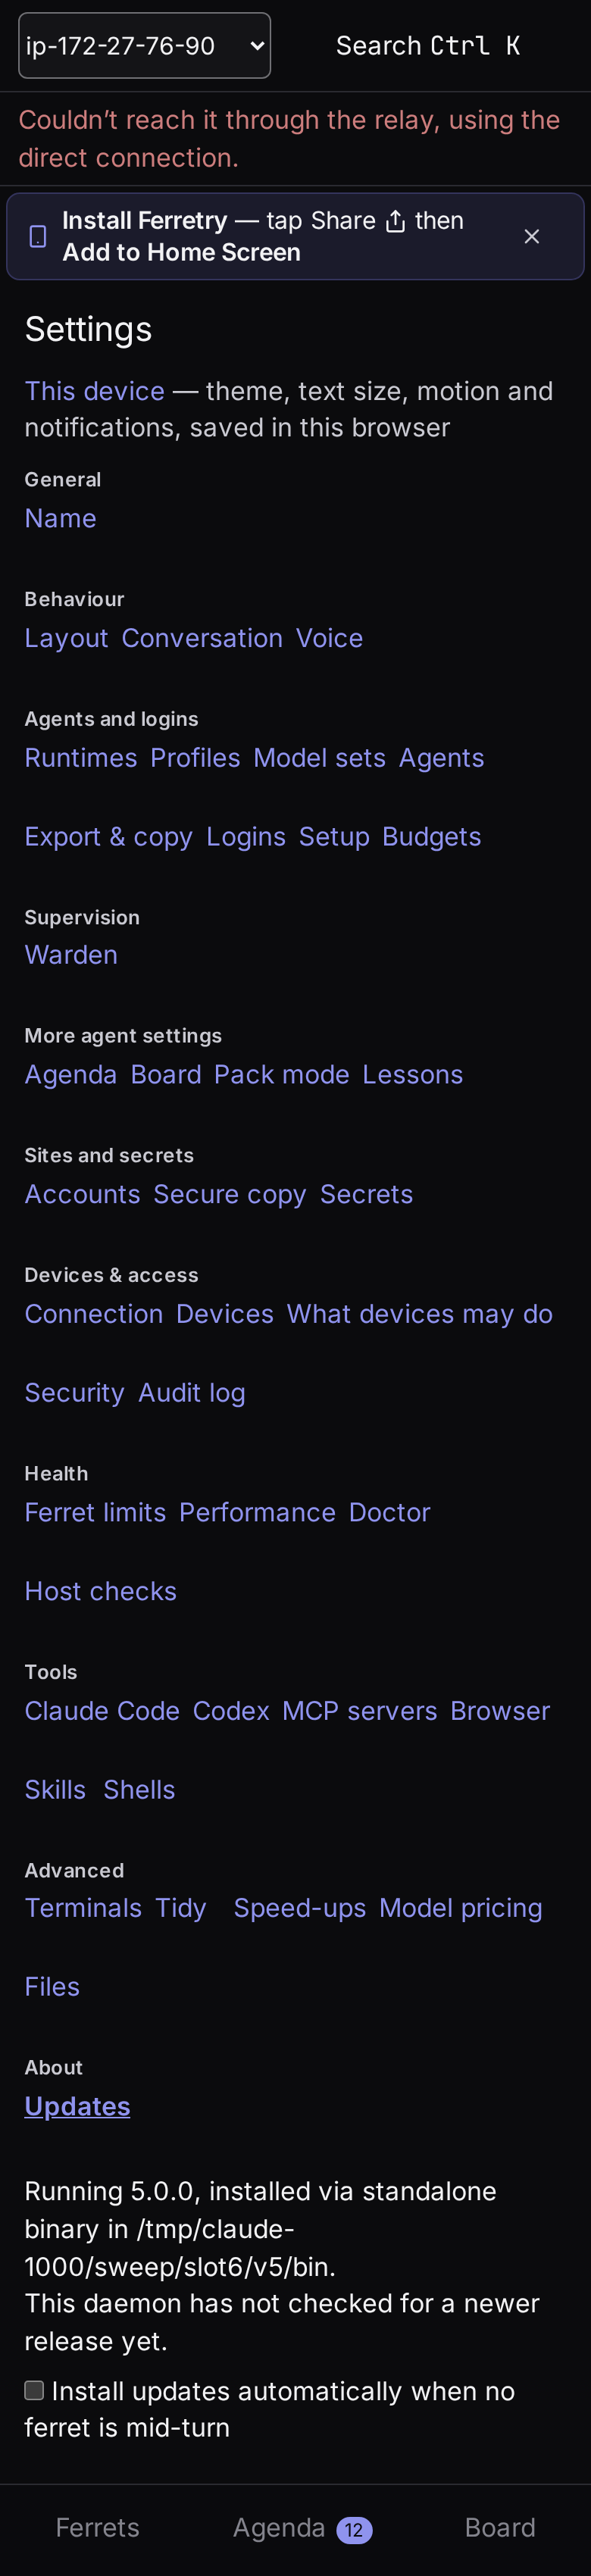 ip-172-27-76-90
Search Ctrl K
Couldn’t reach it through the relay, using the
direct connection.
Install Ferretry — tap Share then
Add to Home Screen
Settings
This device — theme, text size, motion and
notifications, saved in this browser
General
Name
Behaviour
Layout Conversation Voice
Agents and logins
Runtimes Profiles Model sets Agents
Export & copy Logins Setup Budgets
Supervision
Warden
More agent settings
Agenda Board Pack mode Lessons
Sites and secrets
Accounts Secure copy Secrets
Devices & access
Connection Devices What devices may do
Security Audit log
Health
Ferret limits Performance Doctor
Host checks
Tools
Claude Code Codex MCP servers Browser
Skills Shells
Advanced
Terminals Tidy Speed-ups Model pricing
Files
About
Updates
Running 5.0.0, installed via standalone
binary in /tmp/claude-
1000/sweep/slot6/v5/bin.
This daemon has not checked for a newer
release yet.
Install updates automatically when no
ferret is mid-turn
Ferrets Agenda 12 Board